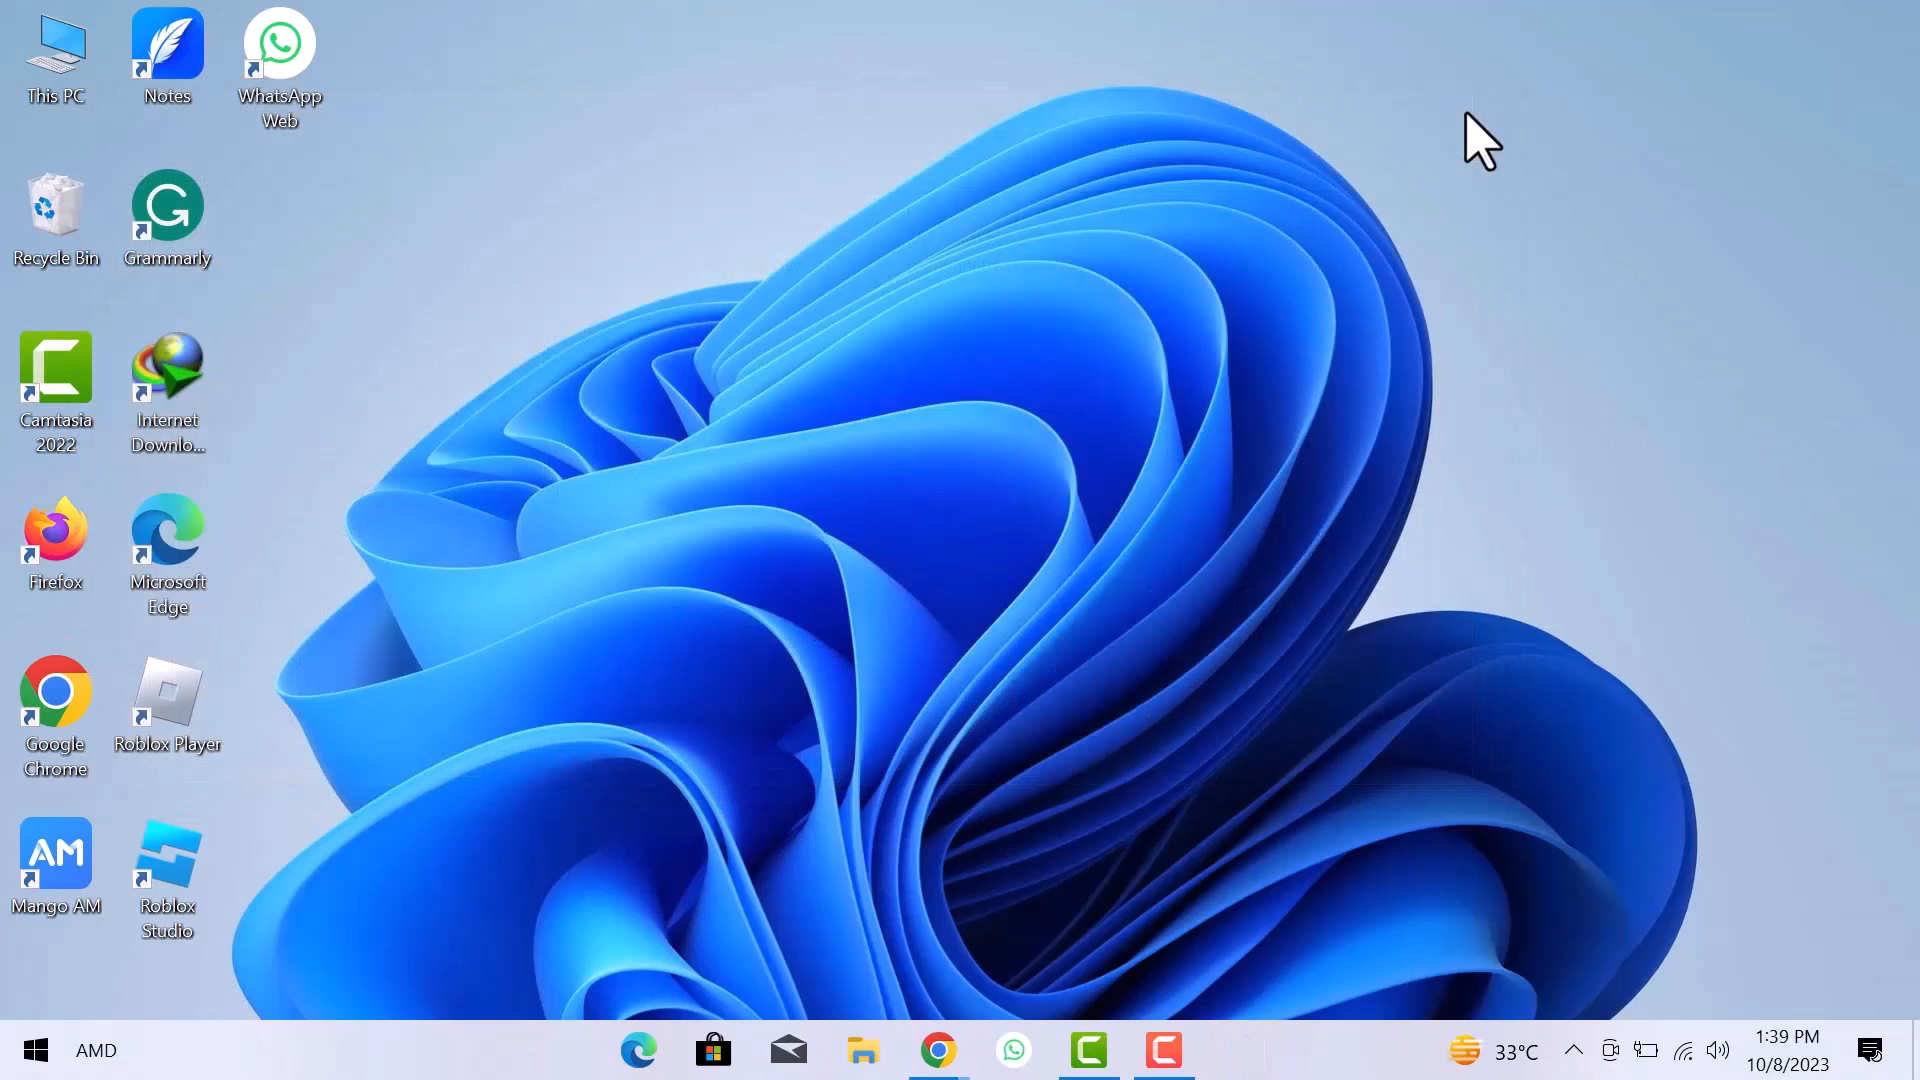 This PC
Notes
WhatsApp
Web
Recycle Bin
Grammarly
Camtasia
2022
Internet
Downlo...
Firefox
Microsoft
Edge
Google
Chrome
Roblox Player
AM
Mango AM
Roblox
Studio
AMD
33°C
1:39 PM
10/8/2023